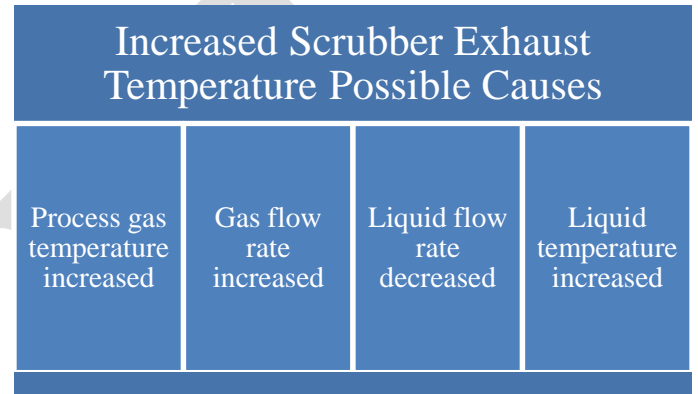 Increased Scrubber Exhaust
Temperature Possible Causes
Process gas
temperature
increased
Gas flow
rate
increased
Liquid flow
rate
decreased
Liquid
temperature
increased